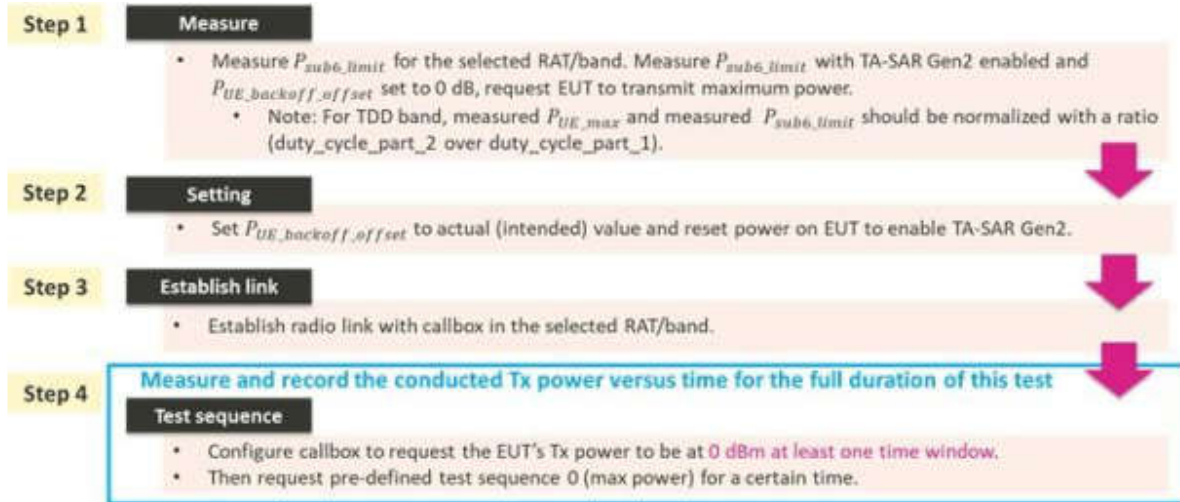 Step 1
Measure
• Measure P_sub6_limit for the selected RAT/band. Measure P_sub6_limit with TA-SAR Gen2 enabled and
P_UE_backoff_offset set to 0 dB, request EUT to transmit maximum power.
• Note: For TDD band, measured P_UE_max and measured P_sub6_limit should be normalized with a ratio
(duty_cycle_part_2 over duty_cycle_part_1).
Step 2
Setting
• Set P_UE_backoff_offset to actual (intended) value and reset power on EUT to enable TA-SAR Gen2.
Step 3
Establish link
• Establish radio link with callbox in the selected RAT/band.
Step 4
Measure and record the conducted Tx power versus time for the full duration of this test
Test sequence
• Configure callbox to request the EUT's Tx power to be at 0 dBm at least one time window.
• Then request pre-defined test sequence 0 (max power) for a certain time.